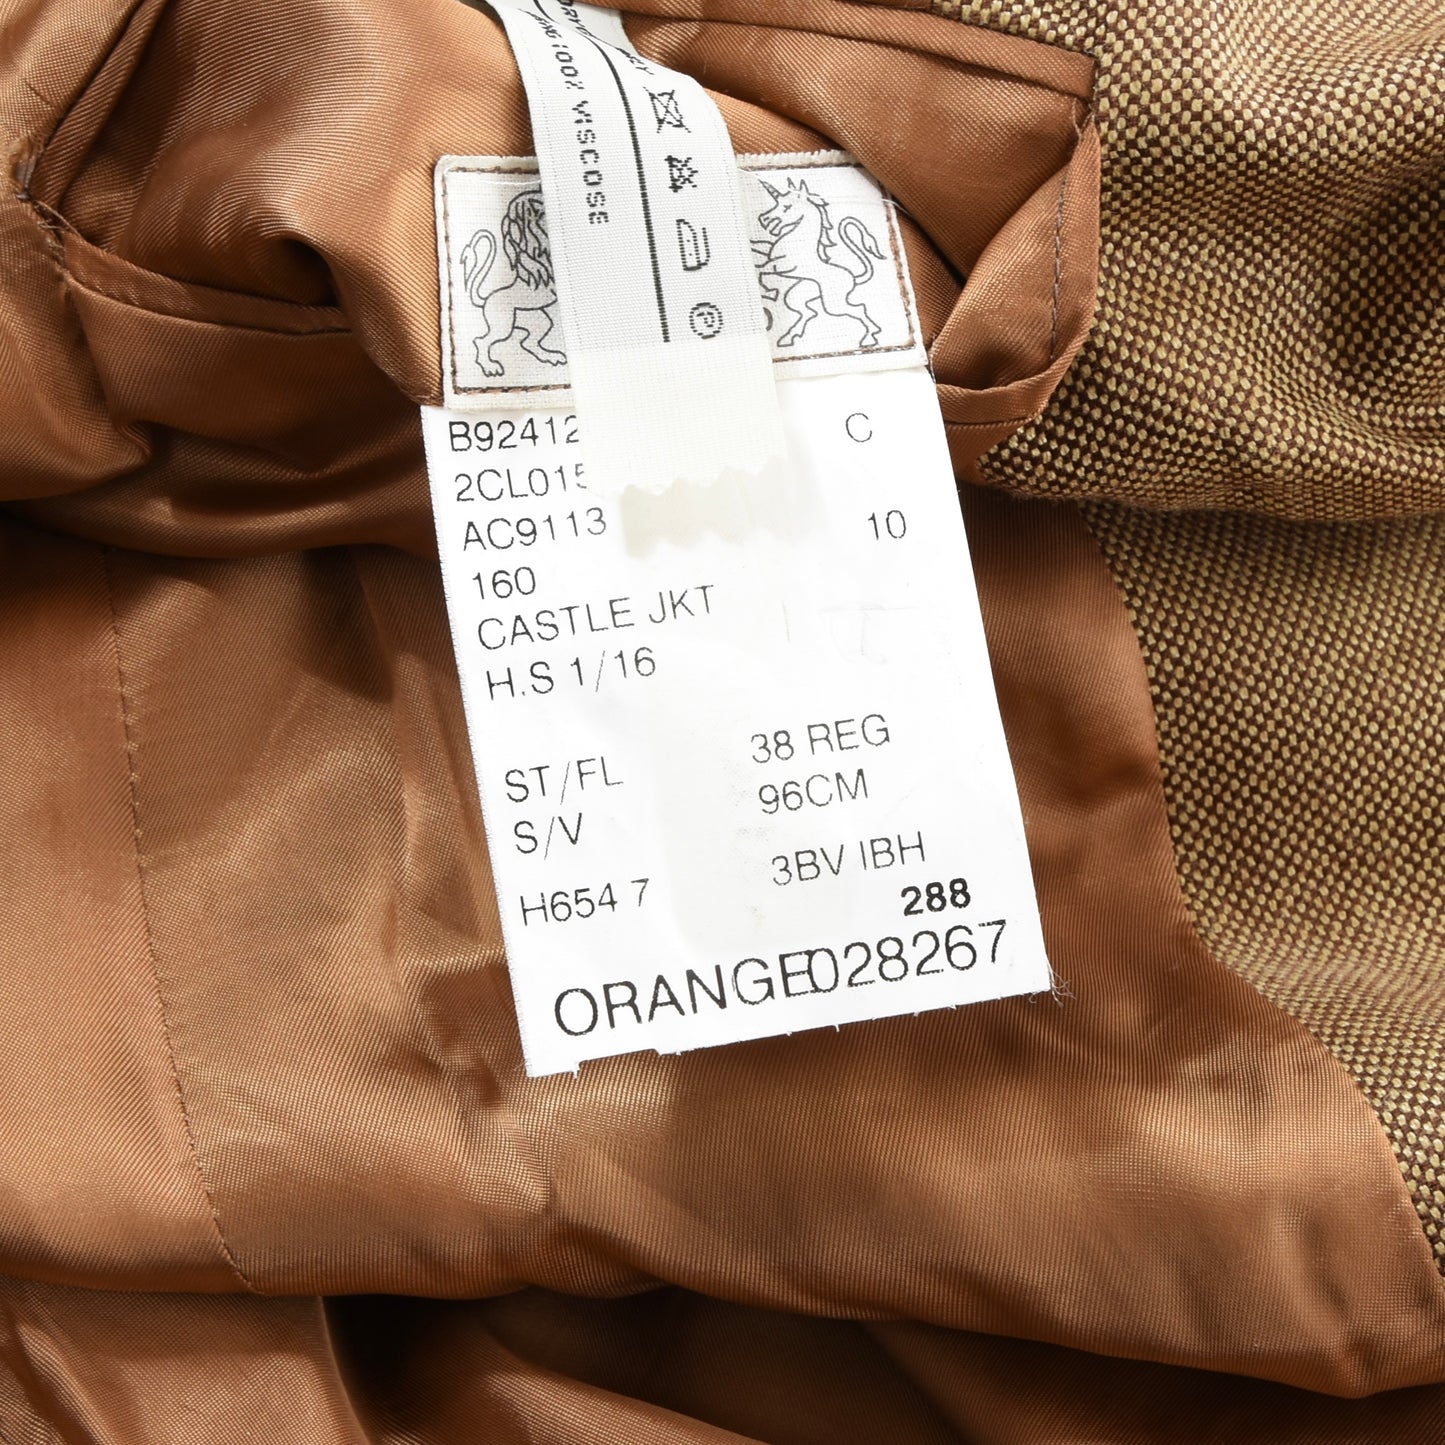 100% VISCOSE
P
B92412
C
2CL015
AC9113 10
160
CASTLE JKT
H.S 1/16
ST/FL 38 REG
S/V 96CM
H654 7 3BV IBH
288
ORANGE028267